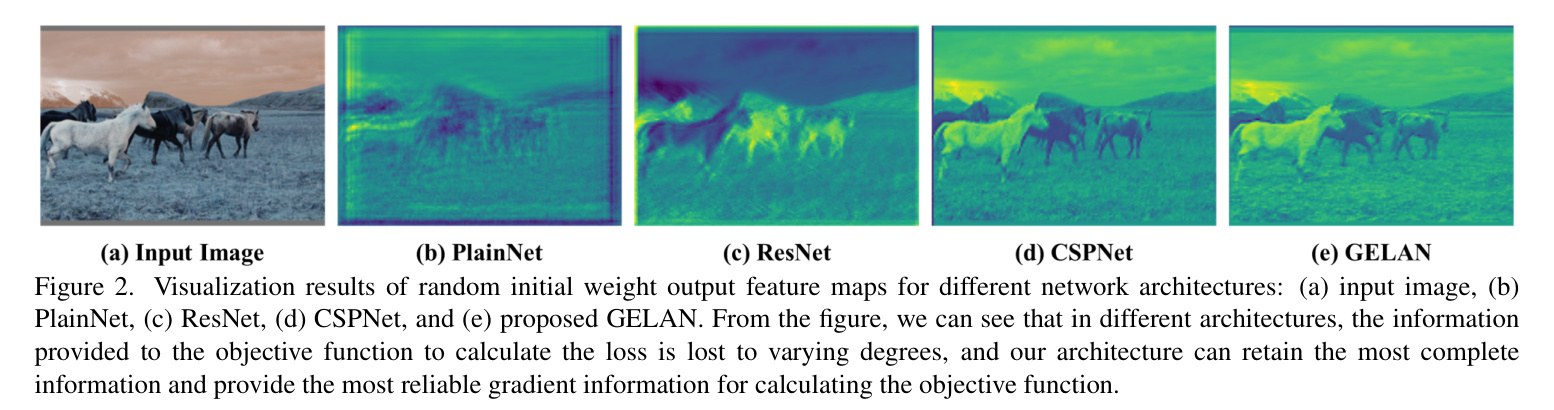 (a) Input Image (b) PlainNet (c) ResNet (d) CSPNet (e) GELAN
Figure 2. Visualization results of random initial weight output feature maps for different network architectures: (a) input image, (b)
PlainNet, (c) ResNet, (d) CSPNet, and (e) proposed GELAN. From the figure, we can see that in different architectures, the information
provided to the objective function to calculate the loss is lost to varying degrees, and our architecture can retain the most complete
information and provide the most reliable gradient information for calculating the objective function.